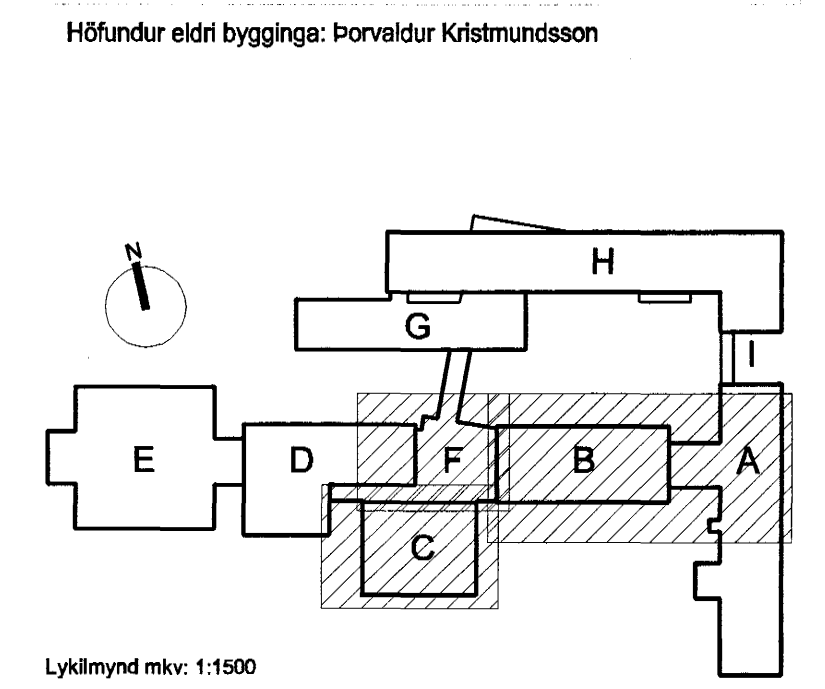 Höfundur eldri bygginga: Þorvaldur Kristmundsson
N
H
G
I
E
D
F
B
A
C
Lykilmynd mkv: 1:1500